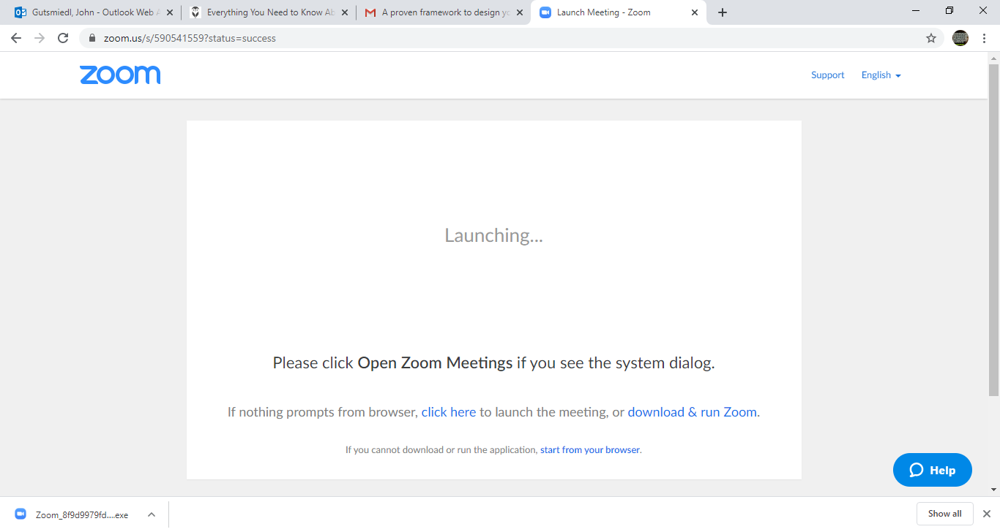 Gutsmiedl, John - Outlook Web A
Everything You Need to Know Ab
A proven framework to design yo
Launch Meeting - Zoom
zoom.us/s/590541559?status=success
zoom
Support
English
Launching...
Please click Open Zoom Meetings if you see the system dialog.
If nothing prompts from browser, click here to launch the meeting, or download & run Zoom.
If you cannot download or run the application, start from your browser.
Help
Zoom_8f9d9979fd....exe
Show all